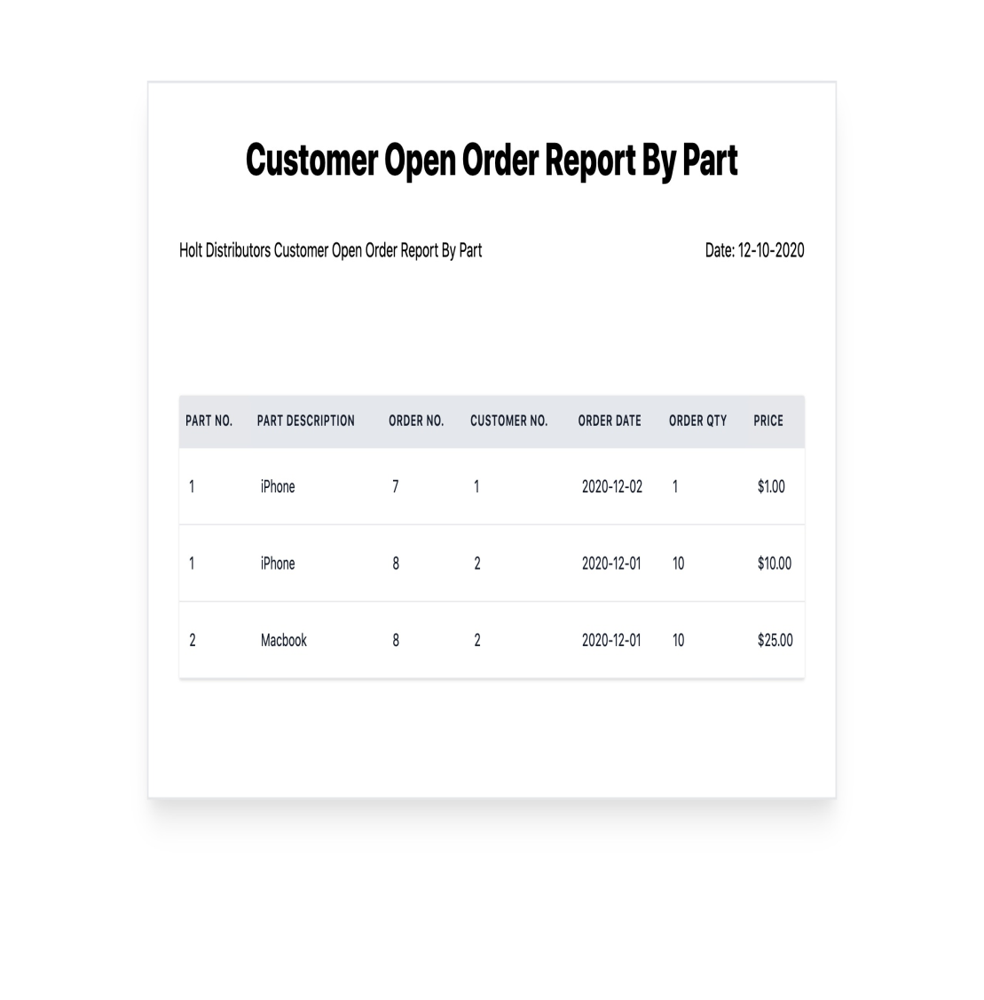 Customer Open Order Report By Part
Holt Distributors Customer Open Order Report By Part Date: 12-10-2020
PART NO. PART DESCRIPTION ORDER NO. CUSTOMER NO. ORDER DATE ORDER QTY PRICE
1 iPhone 7 1 2020-12-02 1 $1.00
1 iPhone 8 2 2020-12-01 10 $10.00
2 Macbook 8 2 2020-12-01 10 $25.00